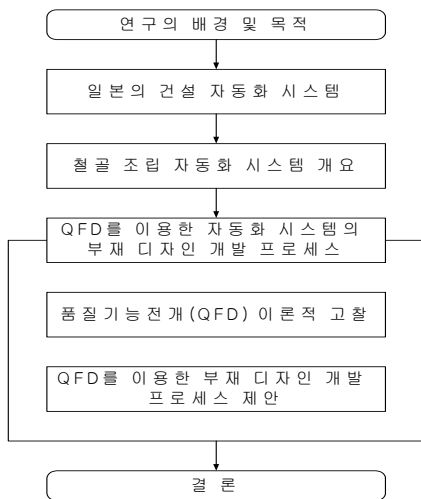 연구의 배경 및 목적
일본의 건설 자동화 시스템
철골 조립 자동화 시스템 개요
QFD를 이용한 자동화 시스템의
부재 디자인 개발 프로세스
품질기능전개(QFD) 이론적 고찰
QFD를 이용한 부재 디자인 개발
프로세스 제안
결론